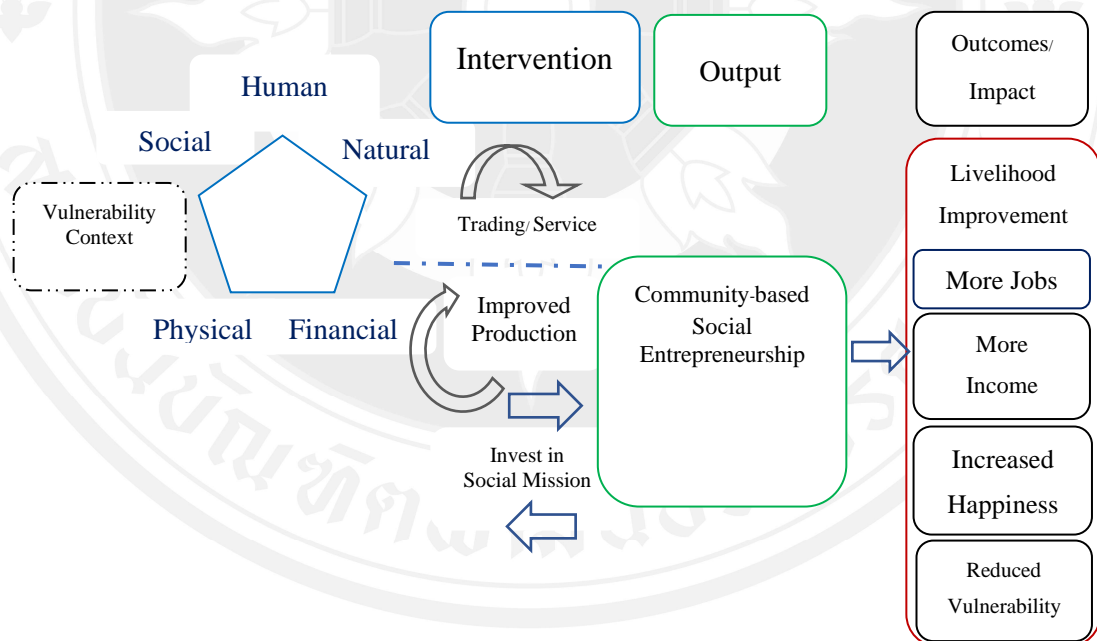 Intervention
Output
Outcomes/
Impact
Human
Social
Natural
Vulnerability
Context
Physical
Financial
Trading/ Service
Improved
Production
Invest in
Social Mission
Community-based
Social
Entrepreneurship
Livelihood
Improvement
More Jobs
More
Income
Increased
Happiness
Reduced
Vulnerability